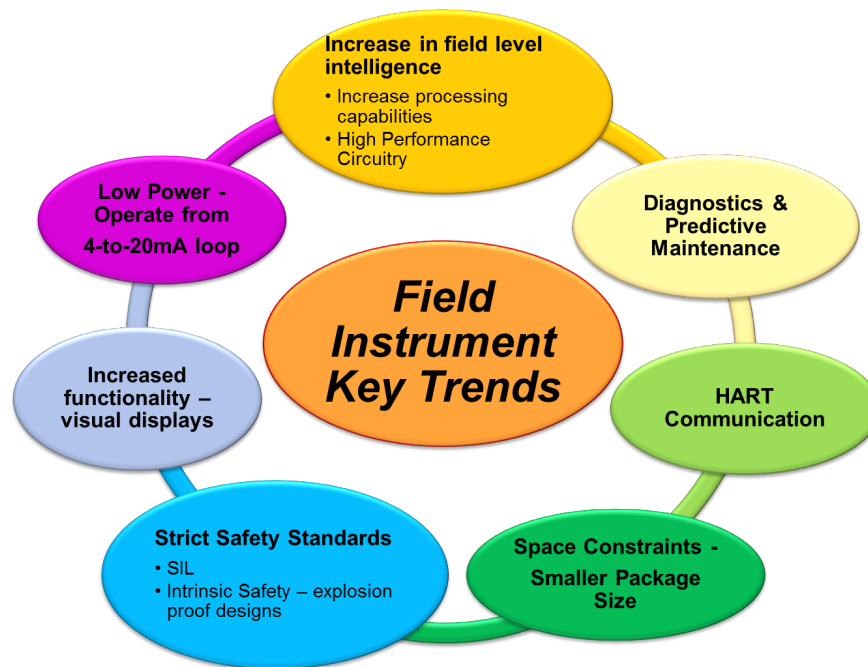 Increase in field level
intelligence
• Increase processing
capabilities
• High Performance
Circuitry
Diagnostics &
Predictive
Maintenance
HART
Communication
Space Constraints -
Smaller Package
Size
Strict Safety Standards
• SIL
• Intrinsic Safety – explosion
proof designs
Increased
functionality –
visual displays
Low Power -
Operate from
4-to-20mA loop
Field
Instrument
Key Trends